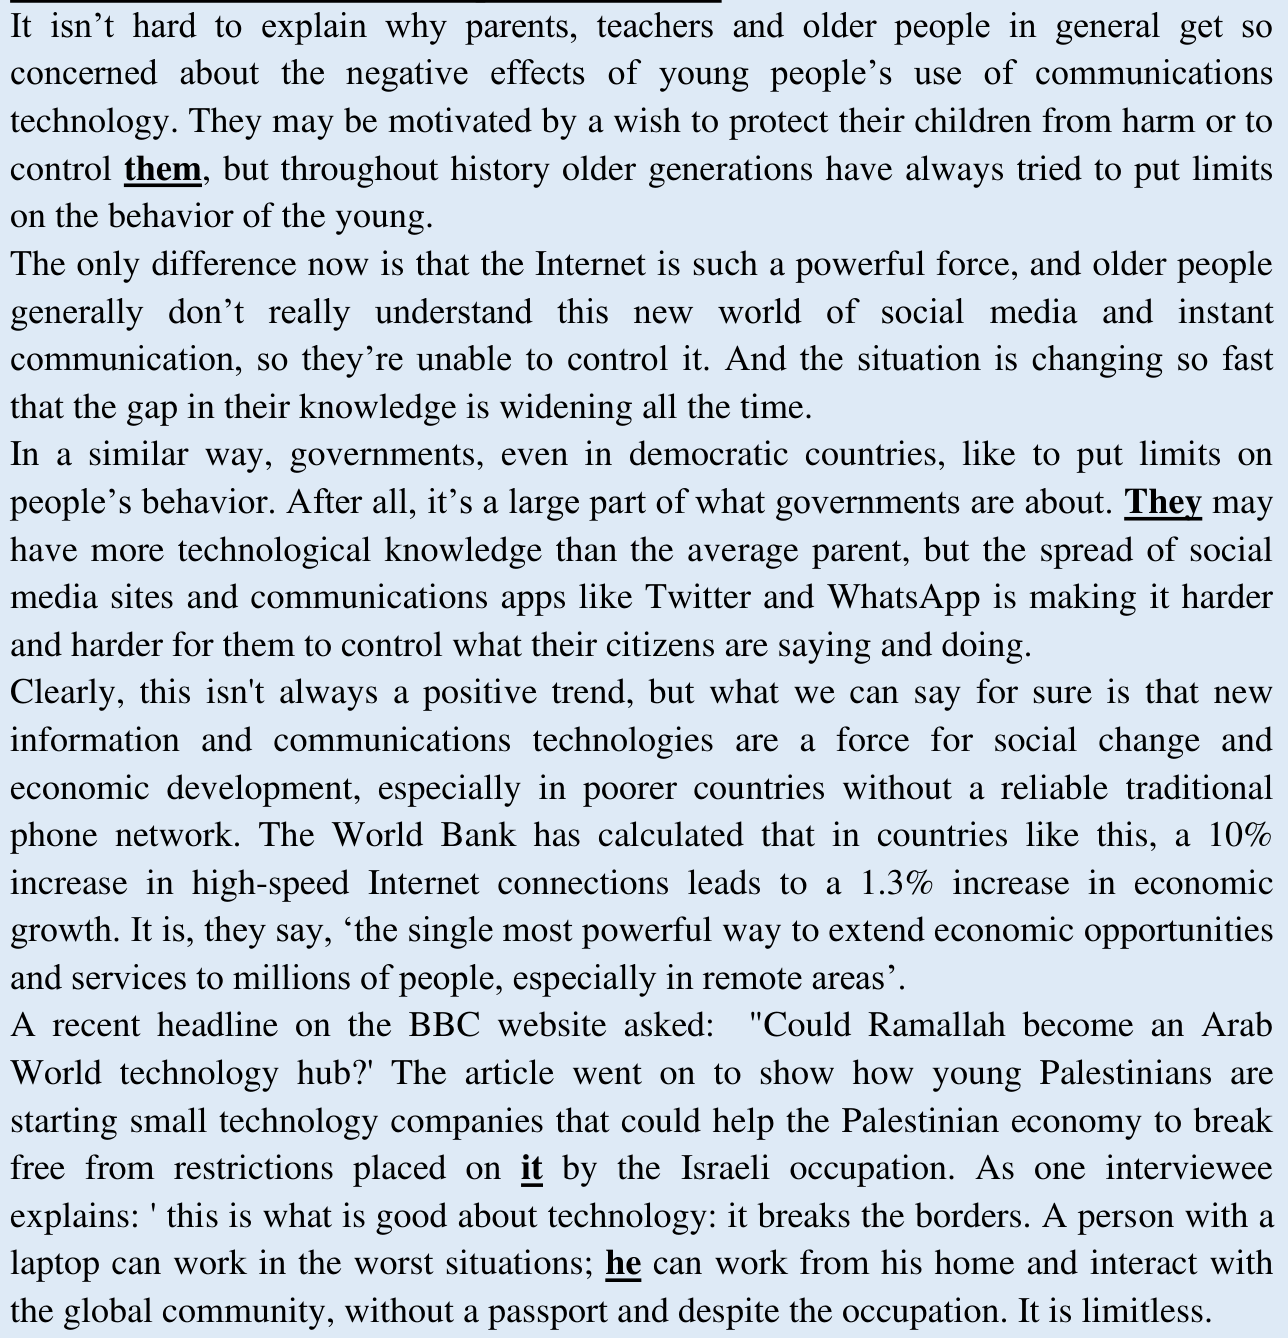 It isn’t hard to explain why parents, teachers and older people in general get so
concerned about the negative effects of young people’s use of communications
technology. They may be motivated by a wish to protect their children from harm or to
control them, but throughout history older generations have always tried to put limits
on the behavior of the young.
The only difference now is that the Internet is such a powerful force, and older people
generally don’t really understand this new world of social media and instant
communication, so they’re unable to control it. And the situation is changing so fast
that the gap in their knowledge is widening all the time.
In a similar way, governments, even in democratic countries, like to put limits on
people’s behavior. After all, it’s a large part of what governments are about. They may
have more technological knowledge than the average parent, but the spread of social
media sites and communications apps like Twitter and WhatsApp is making it harder
and harder for them to control what their citizens are saying and doing.
Clearly, this isn't always a positive trend, but what we can say for sure is that new
information and communications technologies are a force for social change and
economic development, especially in poorer countries without a reliable traditional
phone network. The World Bank has calculated that in countries like this, a 10%
increase in high-speed Internet connections leads to a 1.3% increase in economic
growth. It is, they say, ‘the single most powerful way to extend economic opportunities
and services to millions of people, especially in remote areas’.
A recent headline on the BBC website asked:  "Could Ramallah become an Arab
World technology hub?' The article went on to show how young Palestinians are
starting small technology companies that could help the Palestinian economy to break
free from restrictions placed on it by the Israeli occupation. As one interviewee
explains: ' this is what is good about technology: it breaks the borders. A person with a
laptop can work in the worst situations; he can work from his home and interact with
the global community, without a passport and despite the occupation. It is limitless.